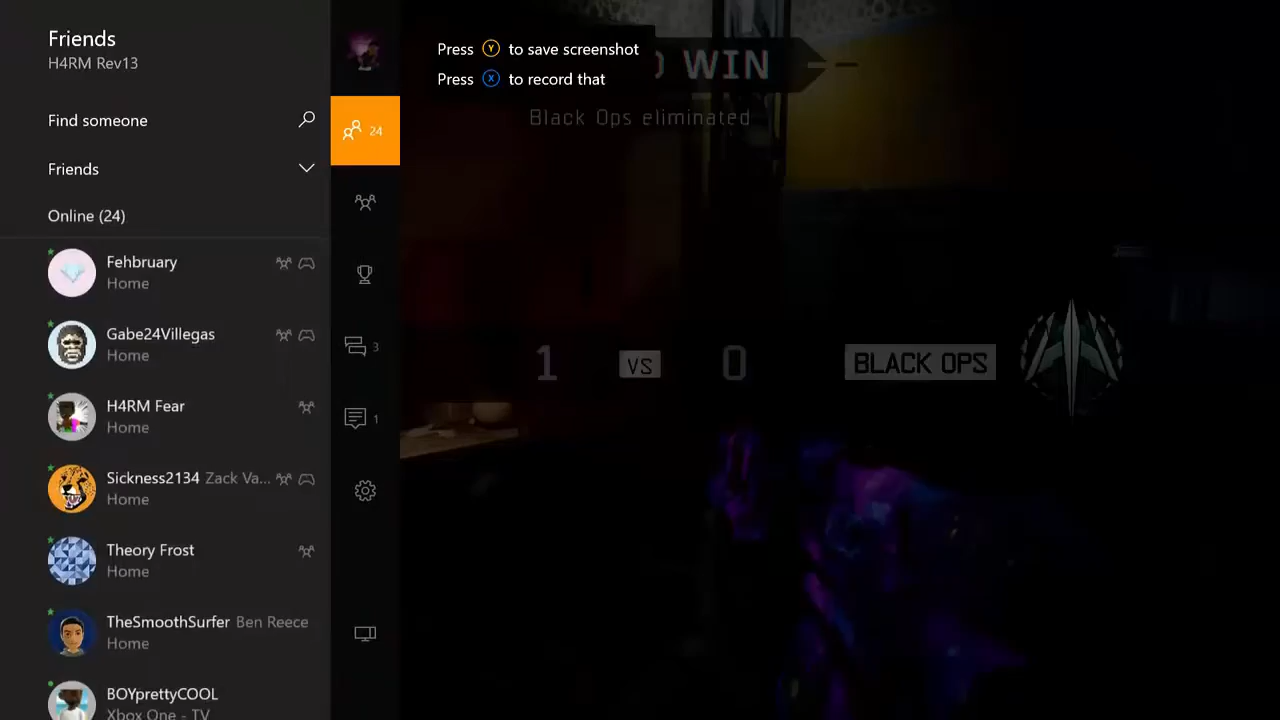 Friends
H4RM Rev13
Find someone
Friends
Online (24)
Fehbruary
Home
Gabe24Villegas
Home
H4RM Fear
Home
Sickness2134 Zack Va...
Home
Theory Frost
Home
TheSmoothSurfer Ben Reece
Home
BOYprettyCOOL
Xbox One - TV
24
3
1
Press Y to save screenshot
Press X to record that
WIN
Black Ops eliminated
1 VS 0 BLACK OPS